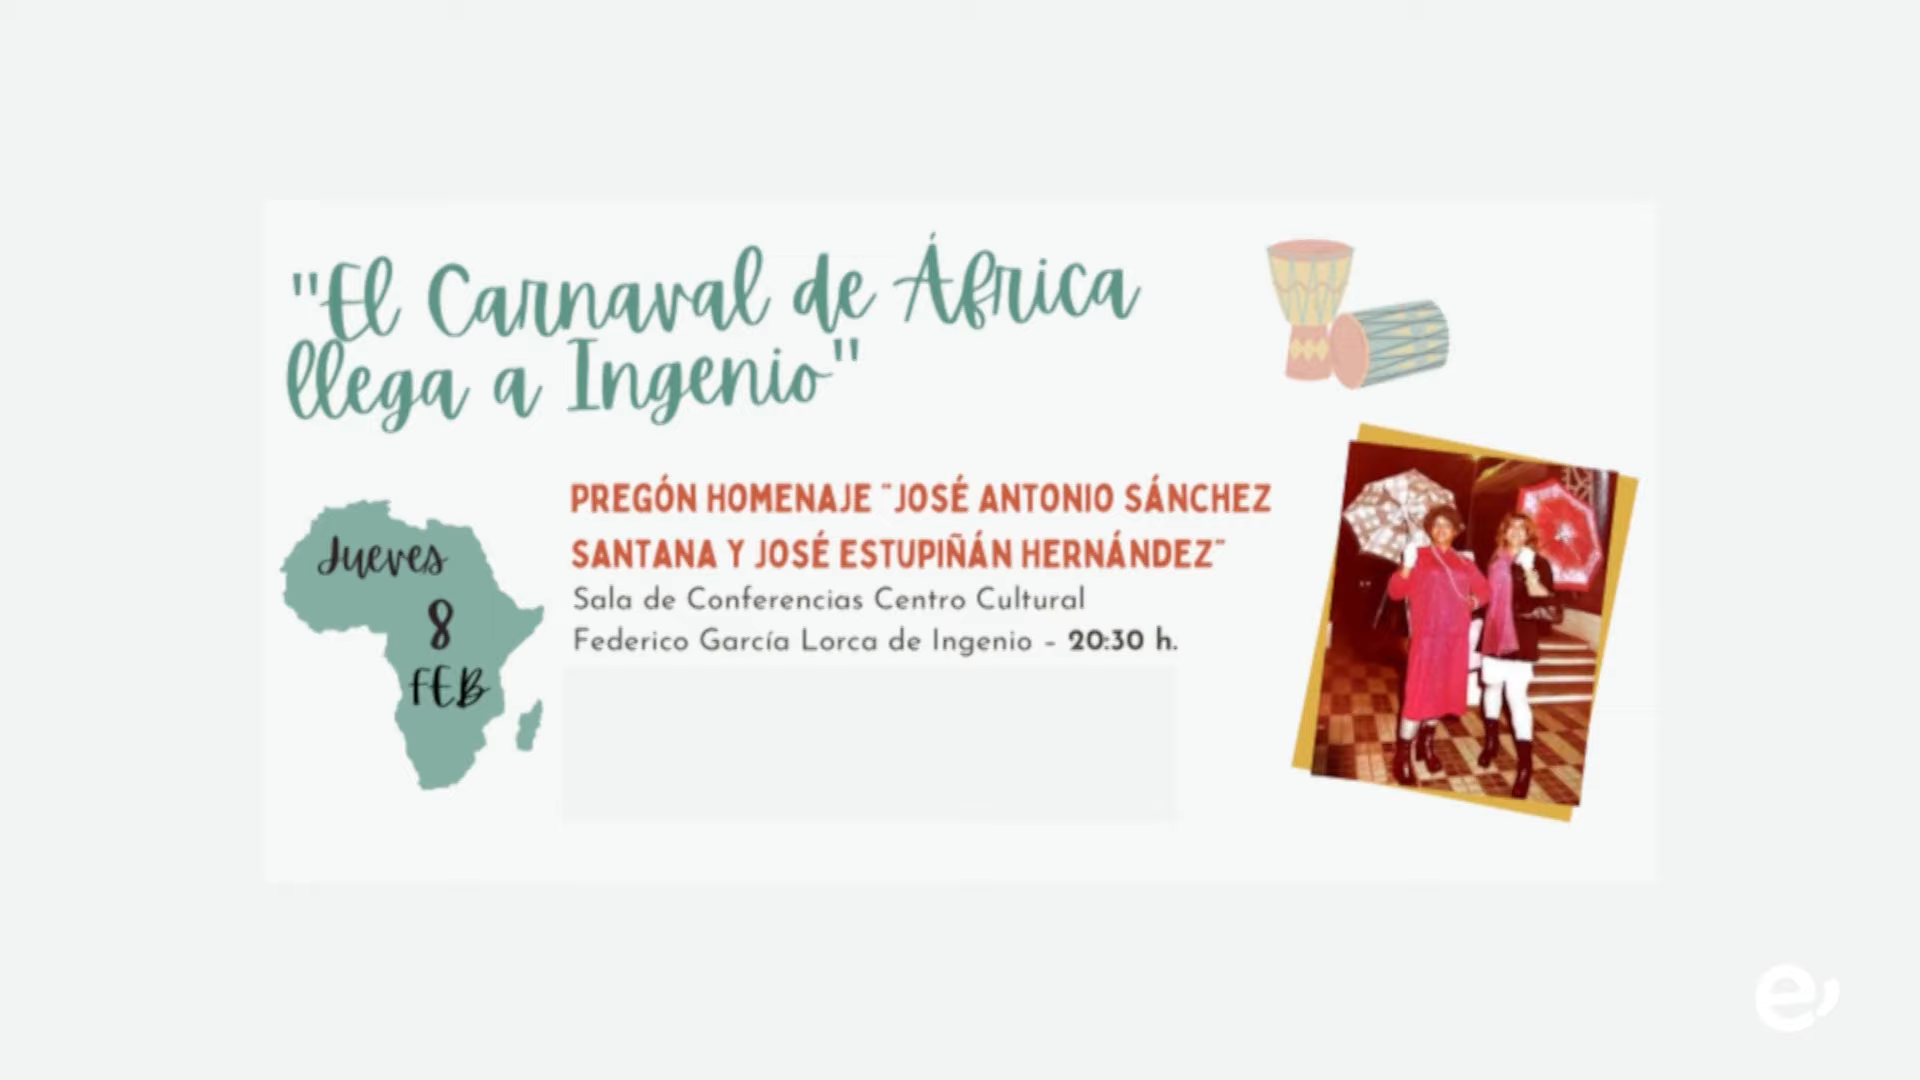 "El Carnaval de África
llega a Ingenio"
Jueves
8
FEB
PREGÓN HOMENAJE "JOSÉ ANTONIO SÁNCHEZ
SANTANA Y JOSÉ ESTUPIÑÁN HERNÁNDEZ"
Sala de Conferencias Centro Cultural
Federico García Lorca de Ingenio – 20:30 h.
e